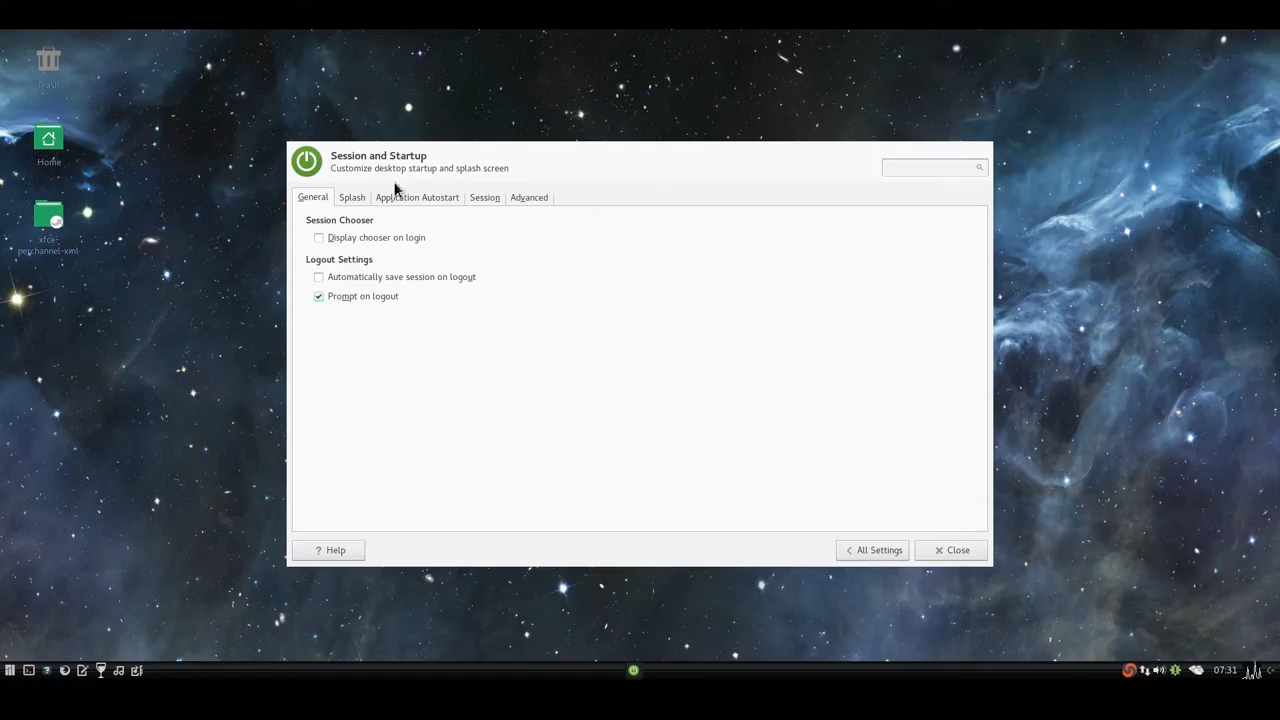 Trash
Home
xfce-
perchannel-xml
Session and Startup
Customize desktop startup and splash screen
General
Splash
Application Autostart
Session
Advanced
Session Chooser
Display chooser on login
Logout Settings
Automatically save session on logout
Prompt on logout
? Help
All Settings
Close
07:31